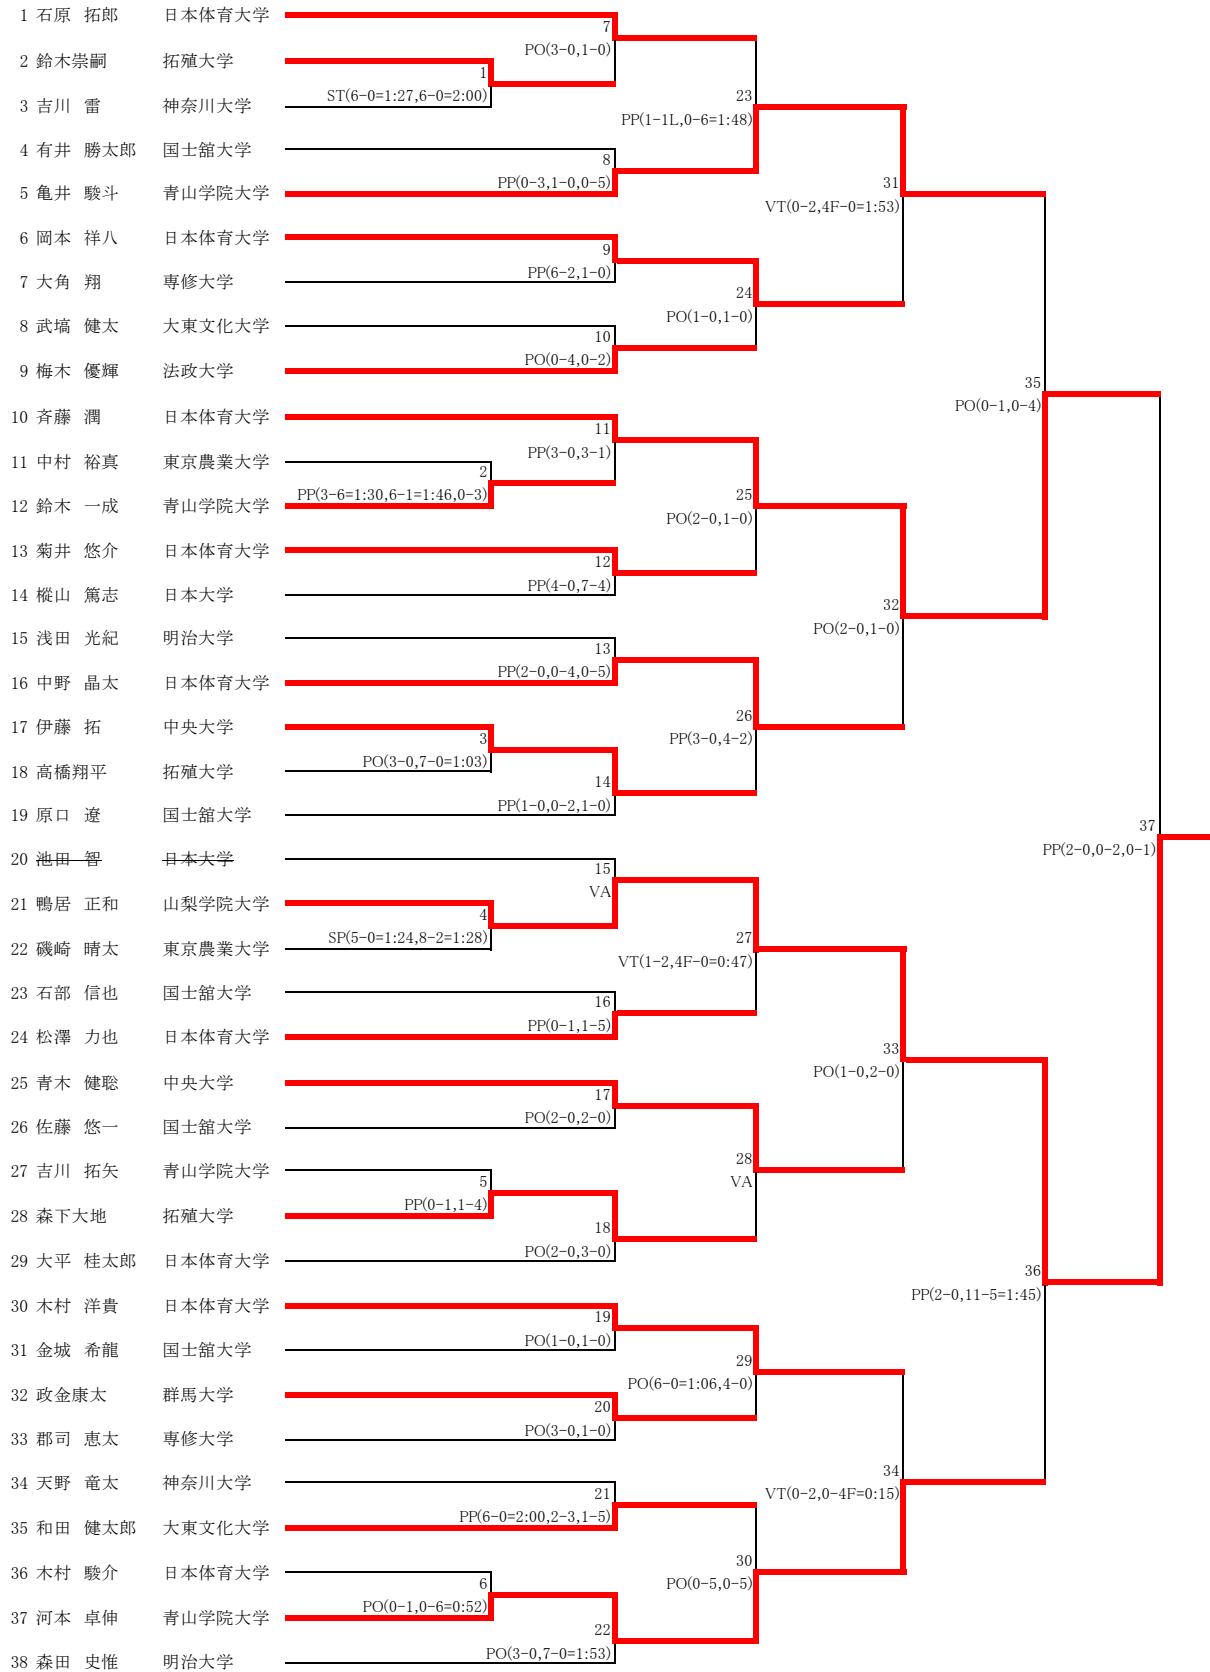 1 石原 拓郎 日本体育大学
7
PO(3-0,1-0)
2 鈴木崇嗣 拓殖大学
1
ST(6-0=1:27,6-0=2:00)
3 吉川 雷 神奈川大学
23
PP(1-1L,0-6=1:48)
4 有井 勝太郎 国士舘大学
8
PP(0-3,1-0,0-5)
5 亀井 駿斗 青山学院大学
31
VT(0-2,4F-0=1:53)
6 岡本 祥八 日本体育大学
9
PP(6-2,1-0)
7 大角 翔 専修大学
24
PO(1-0,1-0)
8 武塙 健太 大東文化大学
10
PO(0-4,0-2)
9 梅木 優輝 法政大学
35
PO(0-1,0-4)
10 斉藤 潤 日本体育大学
11
PP(3-0,3-1)
11 中村 裕真 東京農業大学
2
PP(3-6=1:30,6-1=1:46,0-3)
12 鈴木 一成 青山学院大学
25
PO(2-0,1-0)
13 菊井 悠介 日本体育大学
12
PP(4-0,7-4)
14 樅山 篤志 日本大学
32
PO(2-0,1-0)
15 浅田 光紀 明治大学
13
PP(2-0,0-4,0-5)
16 中野 晶太 日本体育大学
26
PP(3-0,4-2)
17 伊藤 拓 中央大学
3
PO(3-0,7-0=1:03)
18 高橋翔平 拓殖大学
14
PP(1-0,0-2,1-0)
19 原口 遼 国士舘大学
37
PP(2-0,0-2,0-1)
20 池田 智 日本大学
15
VA
21 鴨居 正和 山梨学院大学
4
SP(5-0=1:24,8-2=1:28)
22 磯崎 晴太 東京農業大学
27
VT(1-2,4F-0=0:47)
23 石部 信也 国士舘大学
16
PP(0-1,1-5)
24 松澤 力也 日本体育大学
33
PO(1-0,2-0)
25 青木 健聡 中央大学
17
PO(2-0,2-0)
26 佐藤 悠一 国士舘大学
28
VA
27 吉川 拓矢 青山学院大学
5
PP(0-1,1-4)
28 森下大地 拓殖大学
18
PO(2-0,3-0)
29 大平 桂太郎 日本体育大学
36
PP(2-0,11-5=1:45)
30 木村 洋貴 日本体育大学
19
PO(1-0,1-0)
31 金城 希龍 国士舘大学
29
PO(6-0=1:06,4-0)
32 政金康太 群馬大学
20
PO(3-0,1-0)
33 郡司 恵太 専修大学
34
VT(0-2,0-4F=0:15)
34 天野 竜太 神奈川大学
21
PP(6-0=2:00,2-3,1-5)
35 和田 健太郎 大東文化大学
30
PO(0-5,0-5)
36 木村 駿介 日本体育大学
6
PO(0-1,0-6=0:52)
37 河本 卓伸 青山学院大学
22
PO(3-0,7-0=1:53)
38 森田 史惟 明治大学